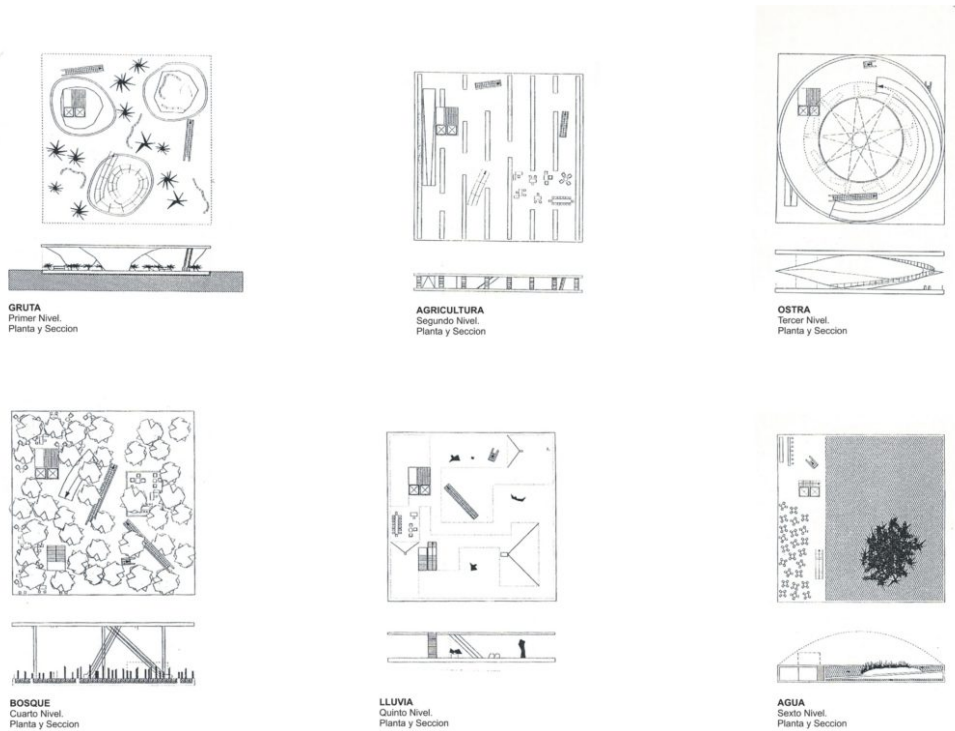 GRUTA
Primer Nivel.
Planta y Seccion
AGRICULTURA
Segundo Nivel.
Planta y Seccion
OSTRA
Tercer Nivel.
Planta y Seccion
BOSQUE
Cuarto Nivel.
Planta y Seccion
LLUVIA
Quinto Nivel.
Planta y Seccion
AGUA
Sexto Nivel.
Planta y Seccion